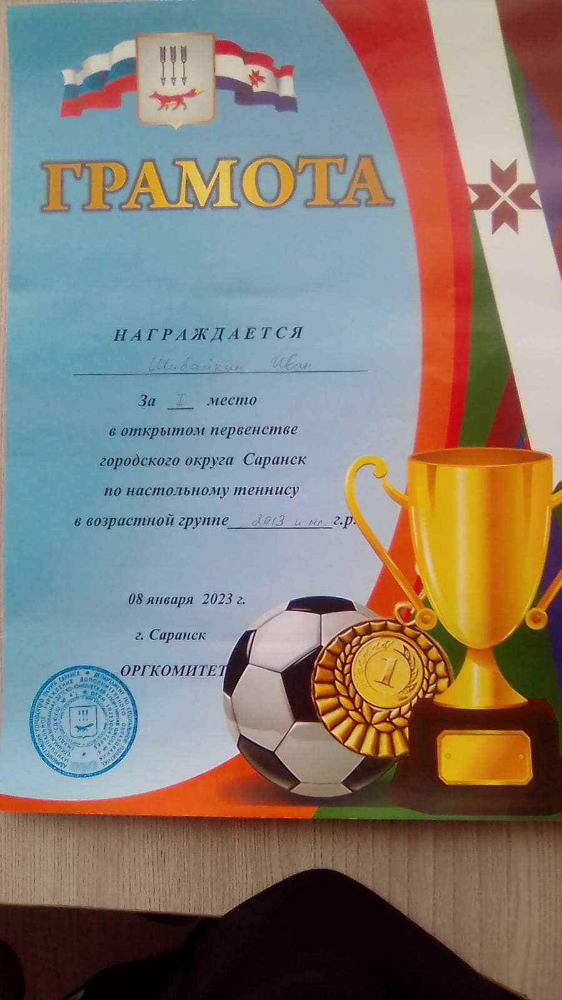 ГРАМОТА
НАГРАЖДАЕТСЯ
Шибайкин Иван
За I место
в открытом первенстве
городского округа Саранск
по настольному теннису
в возрастной группе 2013 и мл. г.р.
08 января 2023 г.
г. Саранск
ОРГКОМИТЕТ
1